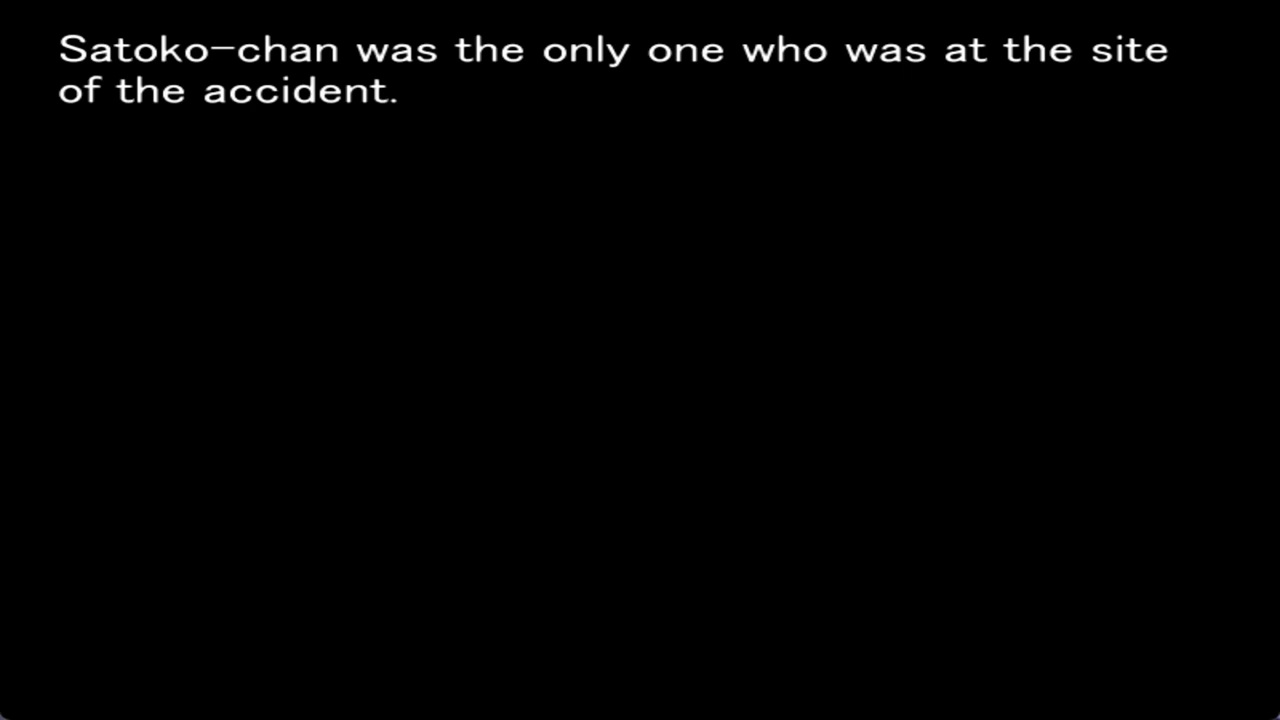 Satoko-chan was the only one who was at the site
of the accident.